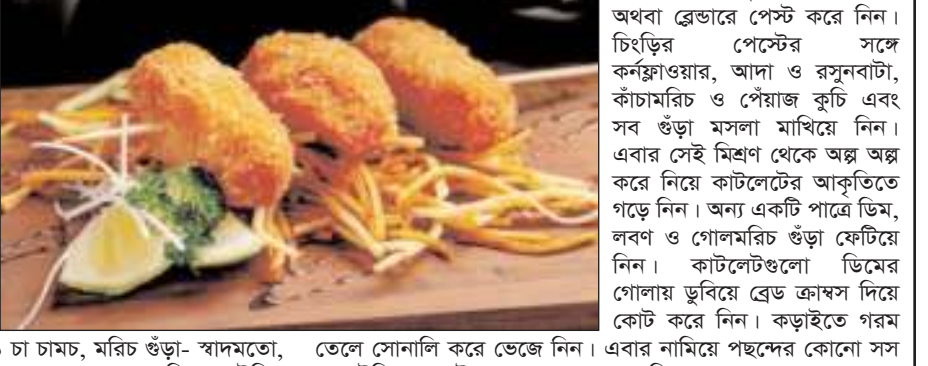 অথবা ব্লেন্ডারে পেস্ট করে নিন।
চিংড়ির পেস্টের সঙ্গে
কর্নফ্লাওয়ার, আদা ও রসুনবাটা,
কাঁচামরিচ ও পেঁয়াজ কুচি এবং
সব গুঁড়া মসলা মাখিয়ে নিন।
এবার সেই মিশ্রণ থেকে অল্প অল্প
করে নিয়ে কাটলেটের আকৃতিতে
গড়ে নিন। অন্য একটি পাত্রে ডিম,
লবণ ও গোলমরিচ গুঁড়া ফেটিয়ে
নিন। কাটলেটগুলো ডিমের
গোলায় ডুবিয়ে ব্রেড ক্রাম্বস দিয়ে
কোট করে নিন। কড়াইতে গরম
চা চামচ, মরিচ গুঁড়া- স্বাদমতো,
তেলে সোনালি করে ভেজে নিন। এবার নামিয়ে পছন্দের কোনো সস